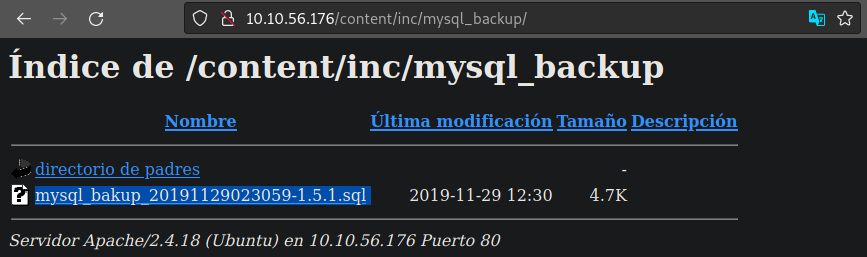 10.10.56.176/content/inc/mysql_backup/
Índice de /content/inc/mysql_backup
Nombre Última modificación Tamaño Descripción
directorio de padres -
mysql_bakup_20191129023059-1.5.1.sql 2019-11-29 12:30 4.7K
Servidor Apache/2.4.18 (Ubuntu) en 10.10.56.176 Puerto 80